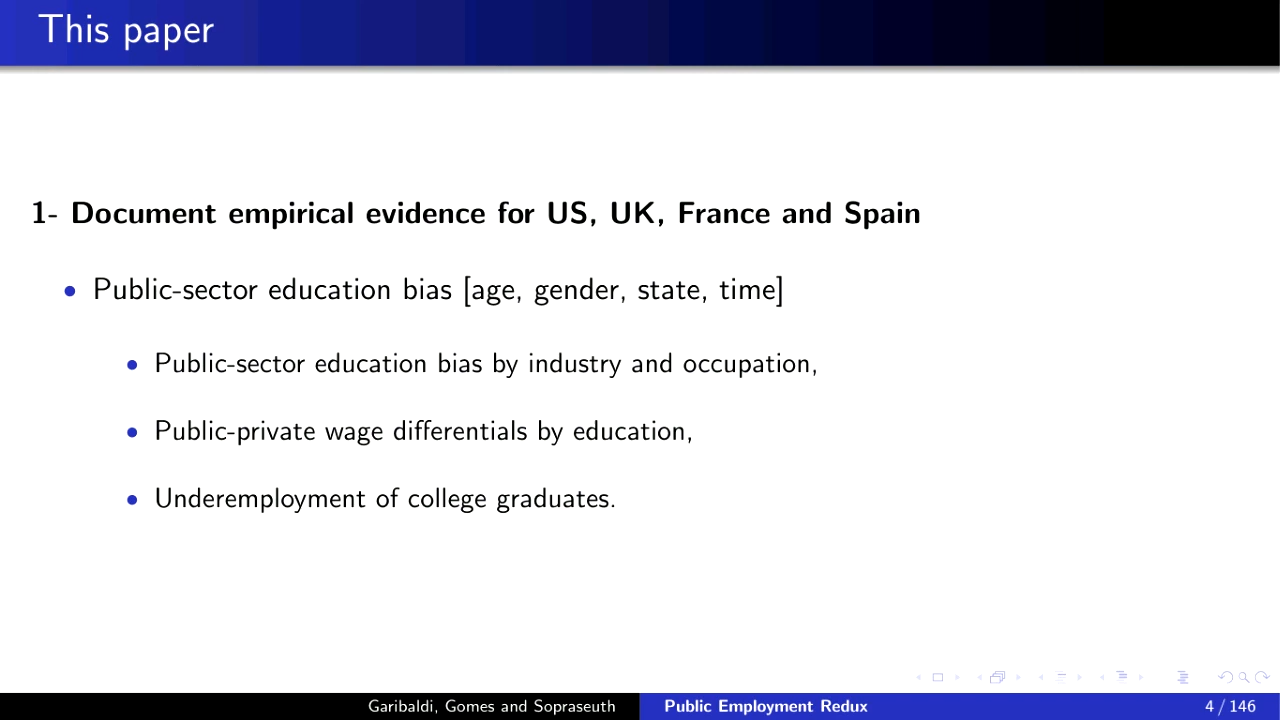 This paper
1- Document empirical evidence for US, UK, France and Spain
• Public-sector education bias [age, gender, state, time]
• Public-sector education bias by industry and occupation,
• Public-private wage differentials by education,
• Underemployment of college graduates.
Garibaldi, Gomes and Sopraseuth
Public Employment Redux
4 / 146